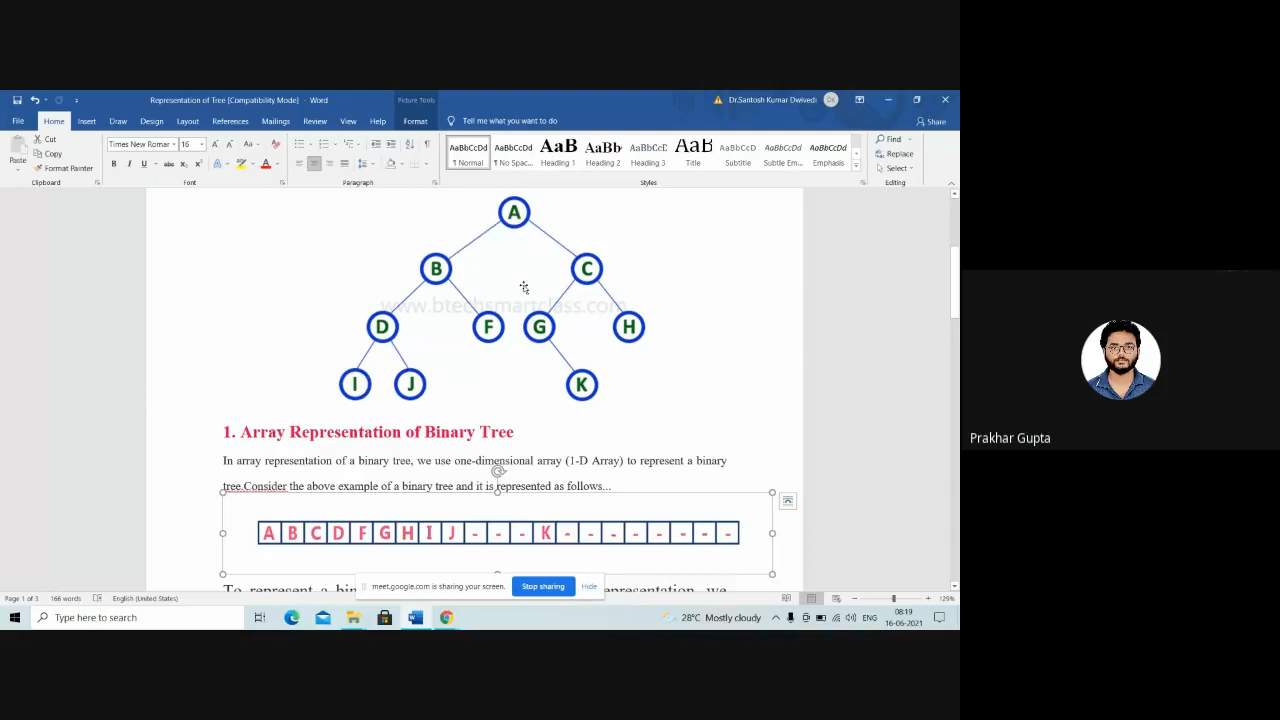 Representation of Tree [Compatibility Mode] - Word
Picture Tools
Dr.Santosh Kumar Dwivedi
DK
File Home Insert Draw Design Layout References Mailings Review View Help Format Tell me what you want to do Share
Paste
Cut
Copy
Format Painter
Clipboard
Times New Romar 16
B I U abc x₂ x²
Font
Paragraph
AaBbCcDd AaBbCcDd AaB AaBb AaBbCcDd AaB AaBbCcDd AaBbCcDd AaBbCcDd
¶ Normal ¶ No Spac... Heading 1 Heading 2 Heading 3 Title Subtitle Subtle Em... Emphasis
Styles
Find
Replace
Select
Editing
A
B C
www.btechsmartclass.com
D F G H
I J K
1. Array Representation of Binary Tree
In array representation of a binary tree, we use one-dimensional array (1-D Array) to represent a binary
tree.Consider the above example of a binary tree and it is represented as follows...
A B C D F G H I J - - - K - - - - - - - -
meet.google.com is sharing your screen. Stop sharing Hide
Page 1 of 3 166 words English (United States) 129%
Type here to search
28°C Mostly cloudy
ENG
08:19
16-06-2021
Prakhar Gupta